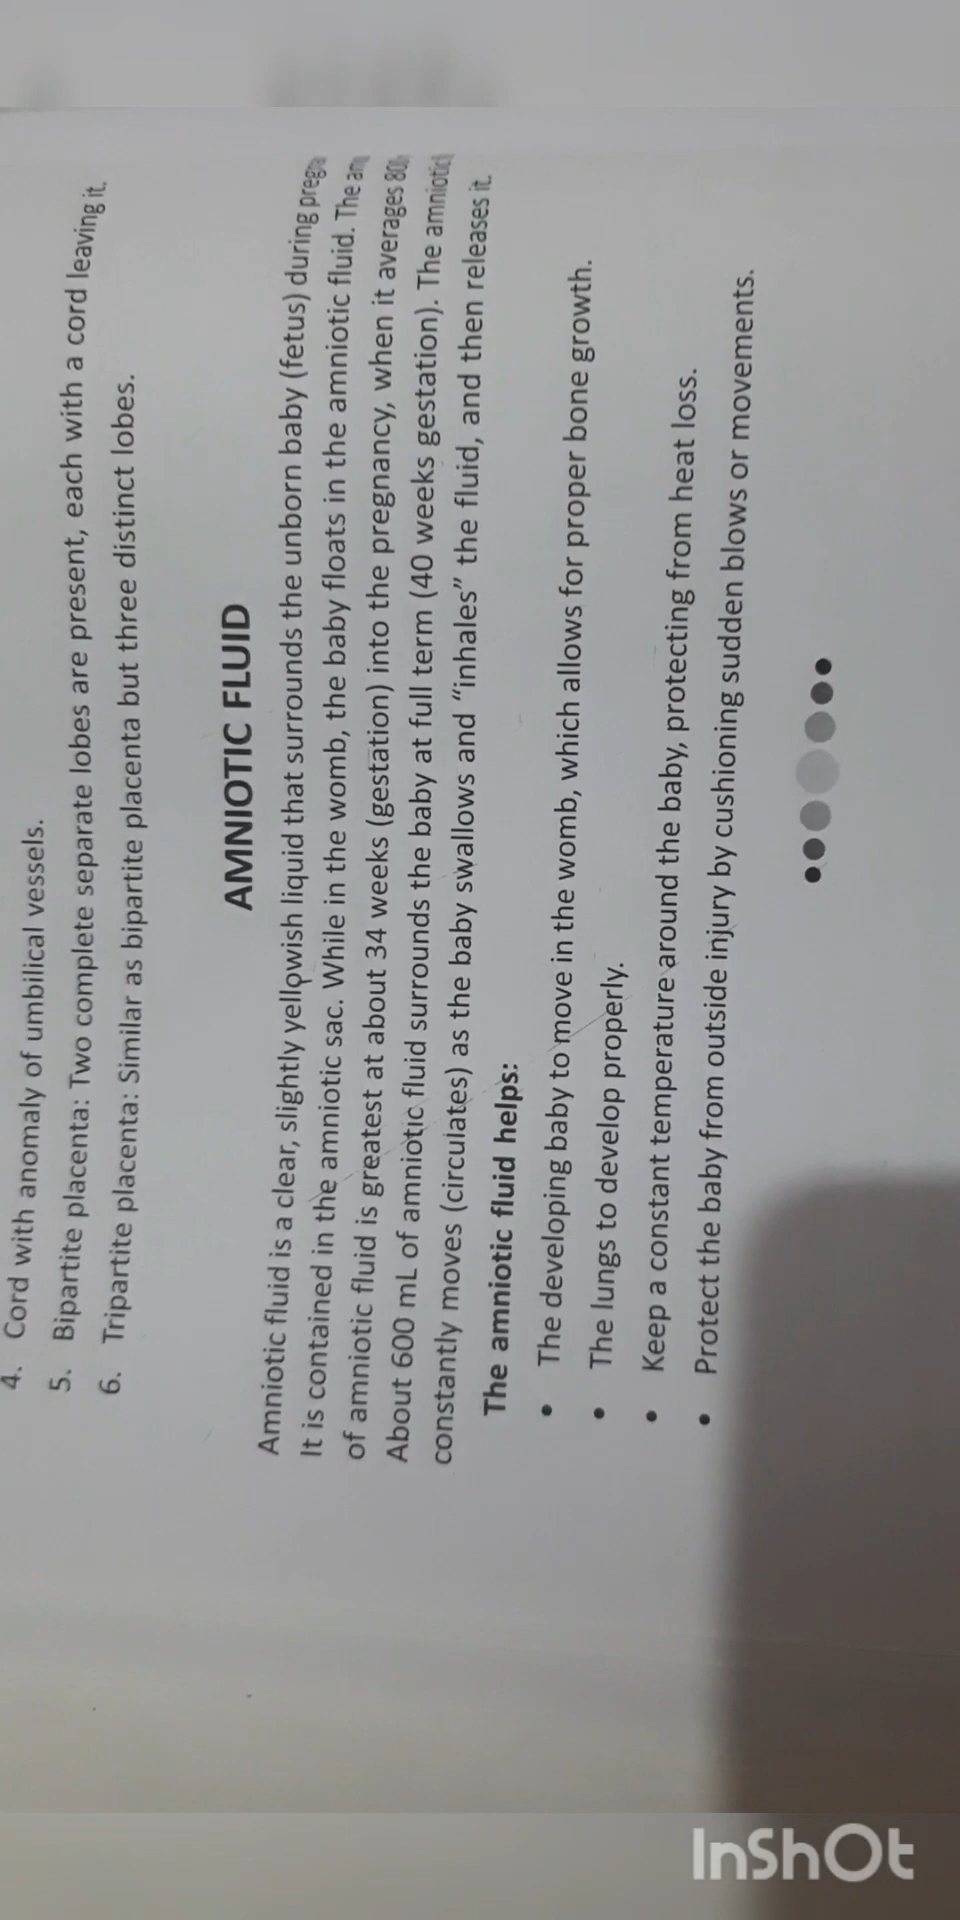 4. Cord with anomaly of umbilical vessels.
5. Bipartite placenta: Two complete separate lobes are present, each with a cord leaving it.
6. Tripartite placenta: Similar as bipartite placenta but three distinct lobes.
AMNIOTIC FLUID
Amniotic fluid is a clear, slightly yellowish liquid that surrounds the unborn baby (fetus) during
It is contained in the amniotic sac. While in the womb, the baby floats in the amniotic fluid. The
of amniotic fluid is greatest at about 34 weeks (gestation) into the pregnancy, when it averages
About 600 mL of amniotic fluid surrounds the baby at full term (40 weeks gestation). The amniotic
constantly moves (circulates) as the baby swallows and "inhales" the fluid, and then releases it.
The amniotic fluid helps:
• The developing baby to move in the womb, which allows for proper bone growth.
• The lungs to develop properly.
• Keep a constant temperature around the baby, protecting from heat loss.
• Protect the baby from outside injury by cushioning sudden blows or movements.
InShOt